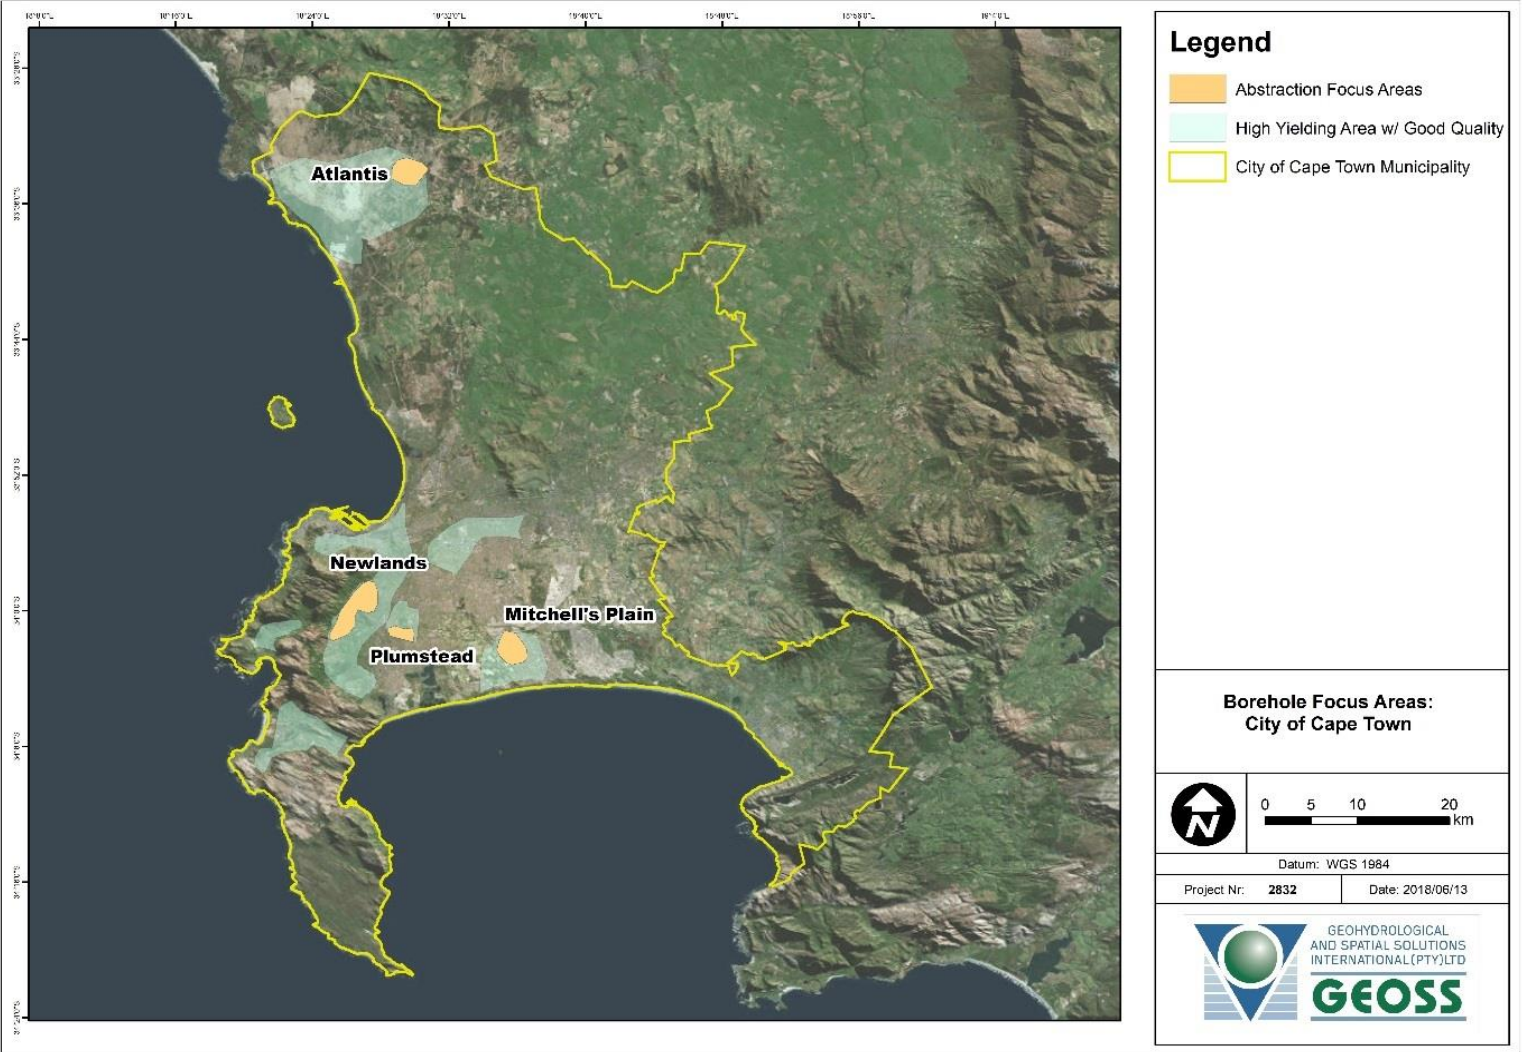 Atlantis
Newlands
Mitchell's Plain
Plumstead
Legend
Abstraction Focus Areas
High Yielding Area w/ Good Quality
City of Cape Town Municipality
Borehole Focus Areas:
City of Cape Town
N
0 5 10 20
km
Datum: WGS 1984
Project Nr: 2832
Date: 2018/06/13
GEOHYDROLOGICAL
AND SPATIAL SOLUTIONS
INTERNATIONAL(PTY)LTD
GEOSS